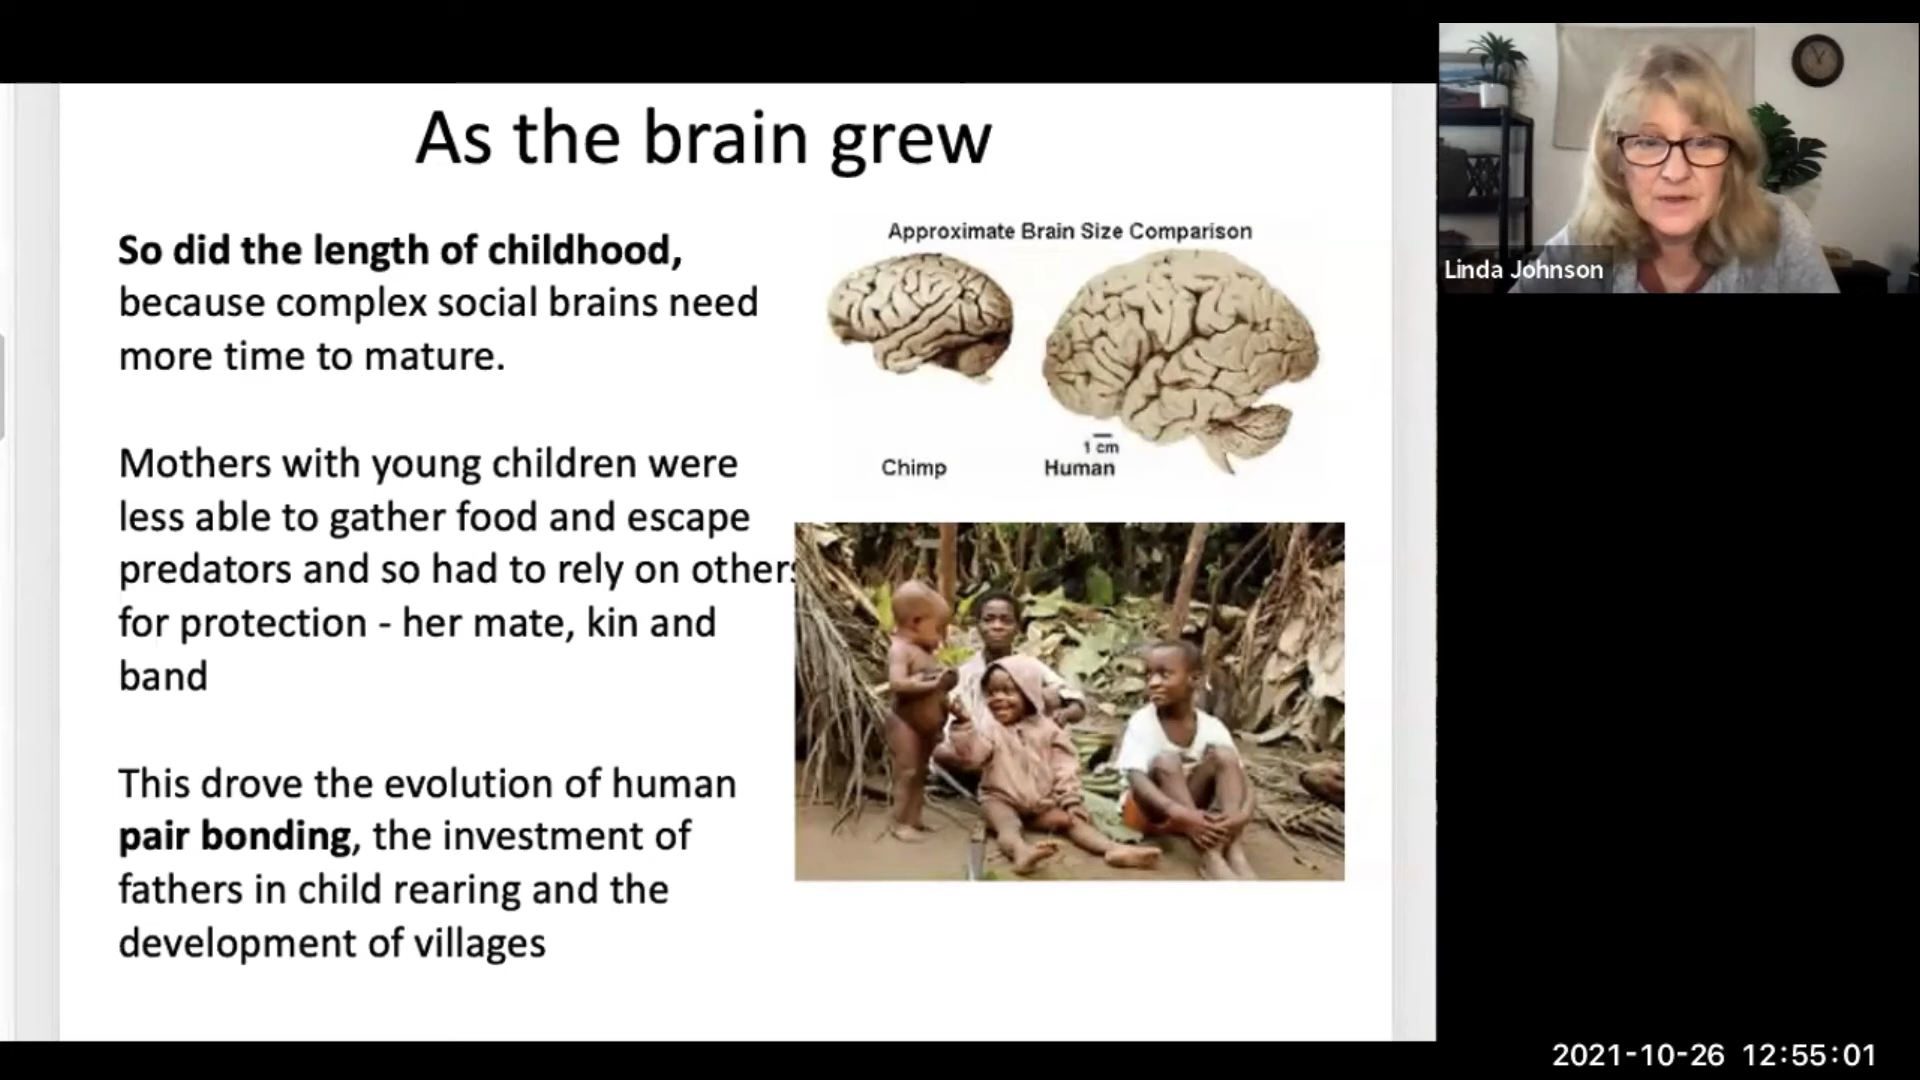 As the brain grew
So did the length of childhood,
because complex social brains need
more time to mature.
Mothers with young children were
less able to gather food and escape
predators and so had to rely on others
for protection - her mate, kin and
band
This drove the evolution of human
pair bonding, the investment of
fathers in child rearing and the
development of villages
Approximate Brain Size Comparison
1 cm
Chimp
Human
Linda Johnson
2021-10-26 12:55:01